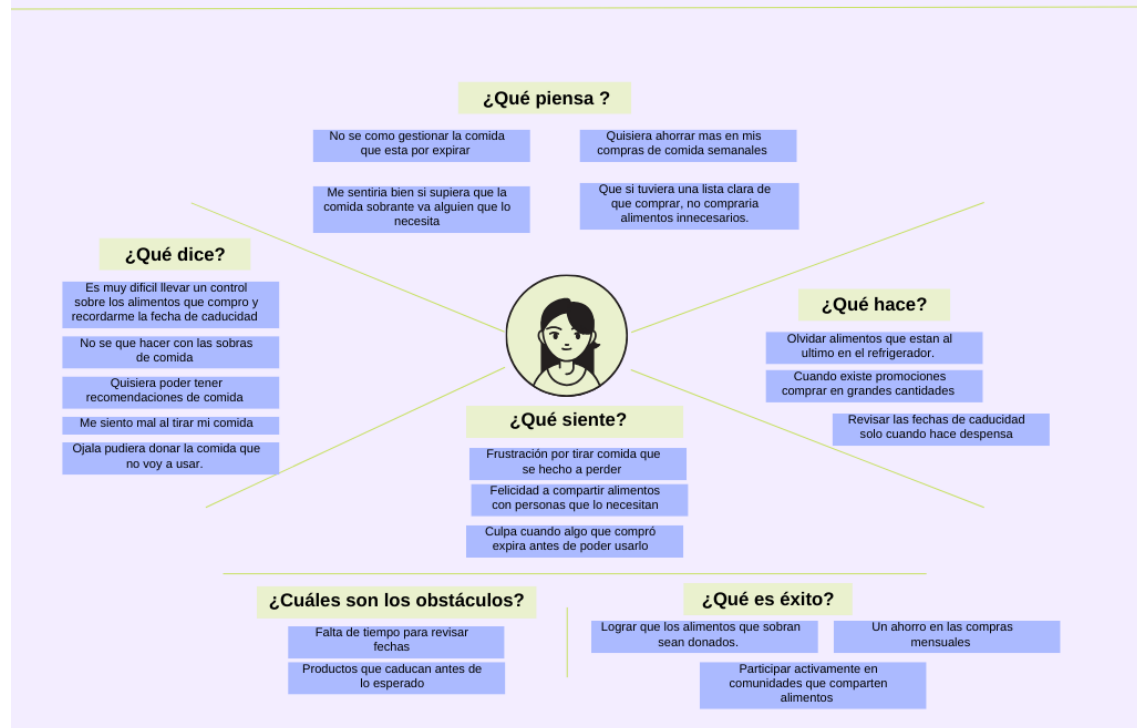 ¿Qué piensa ?
No se como gestionar la comida
que esta por expirar
Quisiera ahorrar mas en mis
compras de comida semanales
Me sentiria bien si supiera que la
comida sobrante va alguien que lo
necesita
Que si tuviera una lista clara de
que comprar, no compraria
alimentos innecesarios.
¿Qué dice?
Es muy dificil llevar un control
sobre los alimentos que compro y
recordarme la fecha de caducidad
No se que hacer con las sobras
de comida
Quisiera poder tener
recomendaciones de comida
Me siento mal al tirar mi comida
Ojala pudiera donar la comida que
no voy a usar.
¿Qué hace?
Olvidar alimentos que estan al
ultimo en el refrigerador.
Cuando existe promociones
comprar en grandes cantidades
Revisar las fechas de caducidad
solo cuando hace despensa
¿Qué siente?
Frustración por tirar comida que
se hecho a perder
Felicidad a compartir alimentos
con personas que lo necesitan
Culpa cuando algo que compró
expira antes de poder usarlo
¿Cuáles son los obstáculos?
Falta de tiempo para revisar
fechas
Productos que caducan antes de
lo esperado
¿Qué es éxito?
Lograr que los alimentos que sobran
sean donados.
Un ahorro en las compras
mensuales
Participar activamente en
comunidades que comparten
alimentos